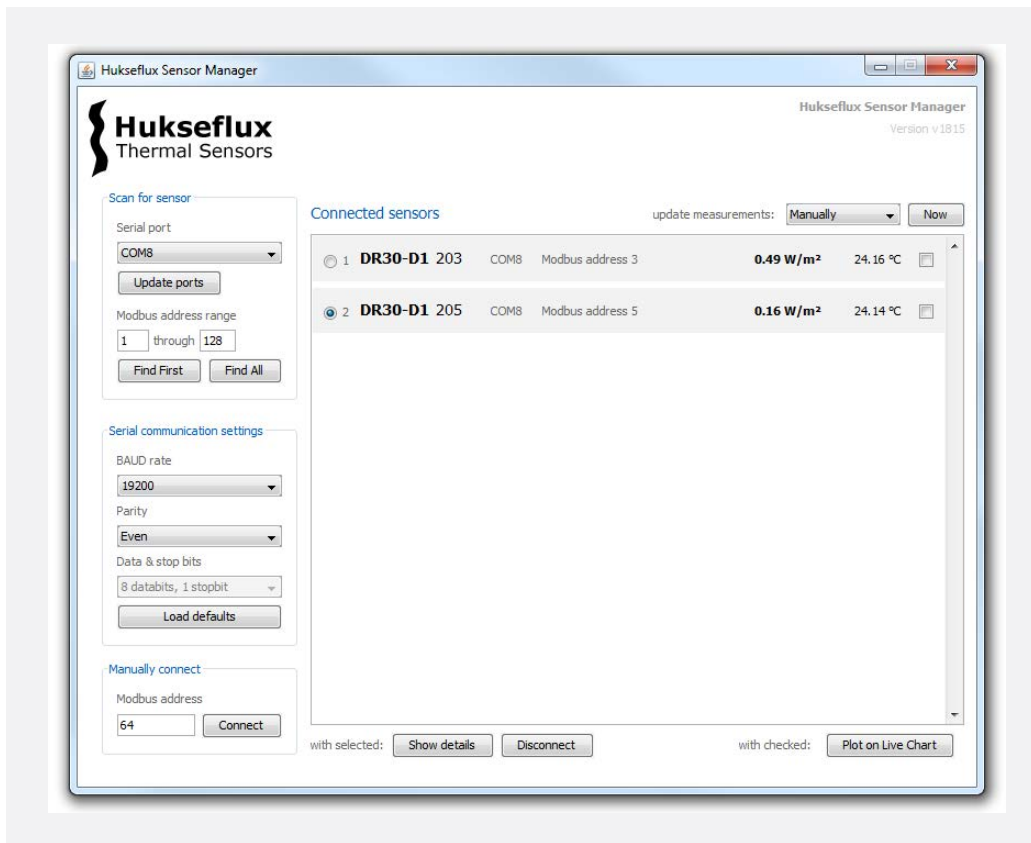 Hukseflux Sensor Manager
Hukseflux
Thermal Sensors
Hukseflux Sensor Manager
Version v1815
Scan for sensor
Serial port
COM8
Update ports
Modbus address range
1 through 128
Find First Find All
Serial communication settings
BAUD rate
19200
Parity
Even
Data & stop bits
8 databits, 1 stopbit
Load defaults
Manually connect
Modbus address
64 Connect
Connected sensors update measurements: Manually Now
1 DR30-D1 203 COM8 Modbus address 3 0.49 W/m² 24.16 °C
2 DR30-D1 205 COM8 Modbus address 5 0.16 W/m² 24.14 °C
with selected: Show details Disconnect with checked: Plot on Live Chart